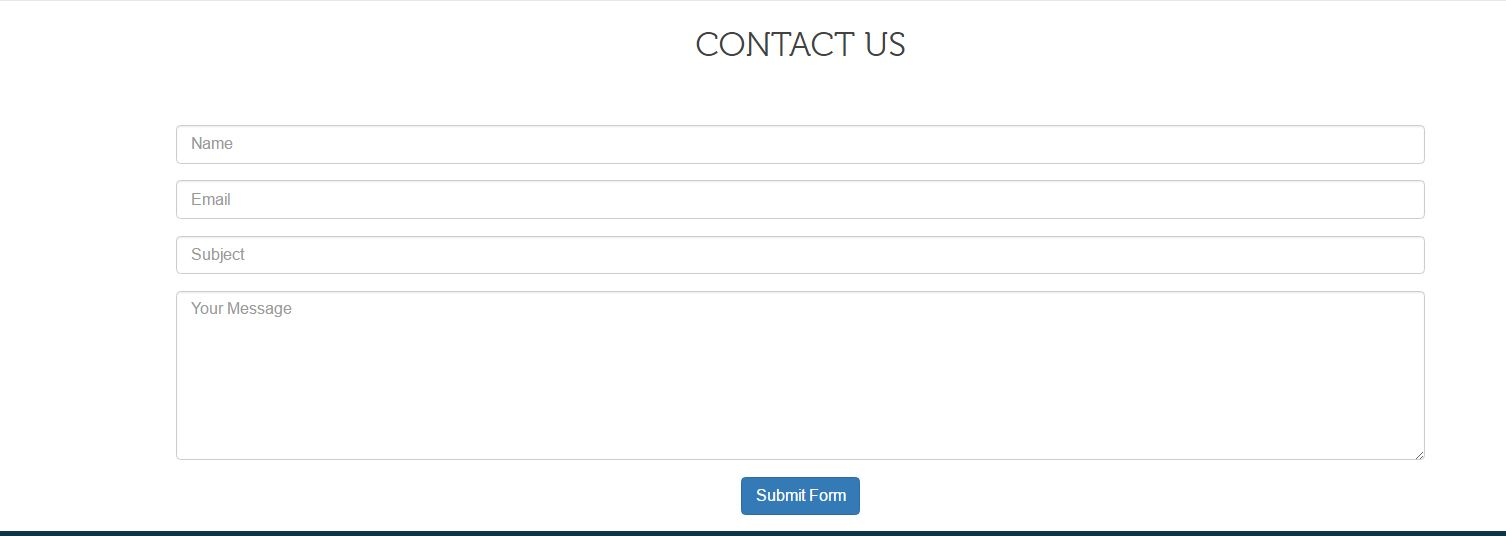 CONTACT US
Name
Email
Subject
Your Message
Submit Form